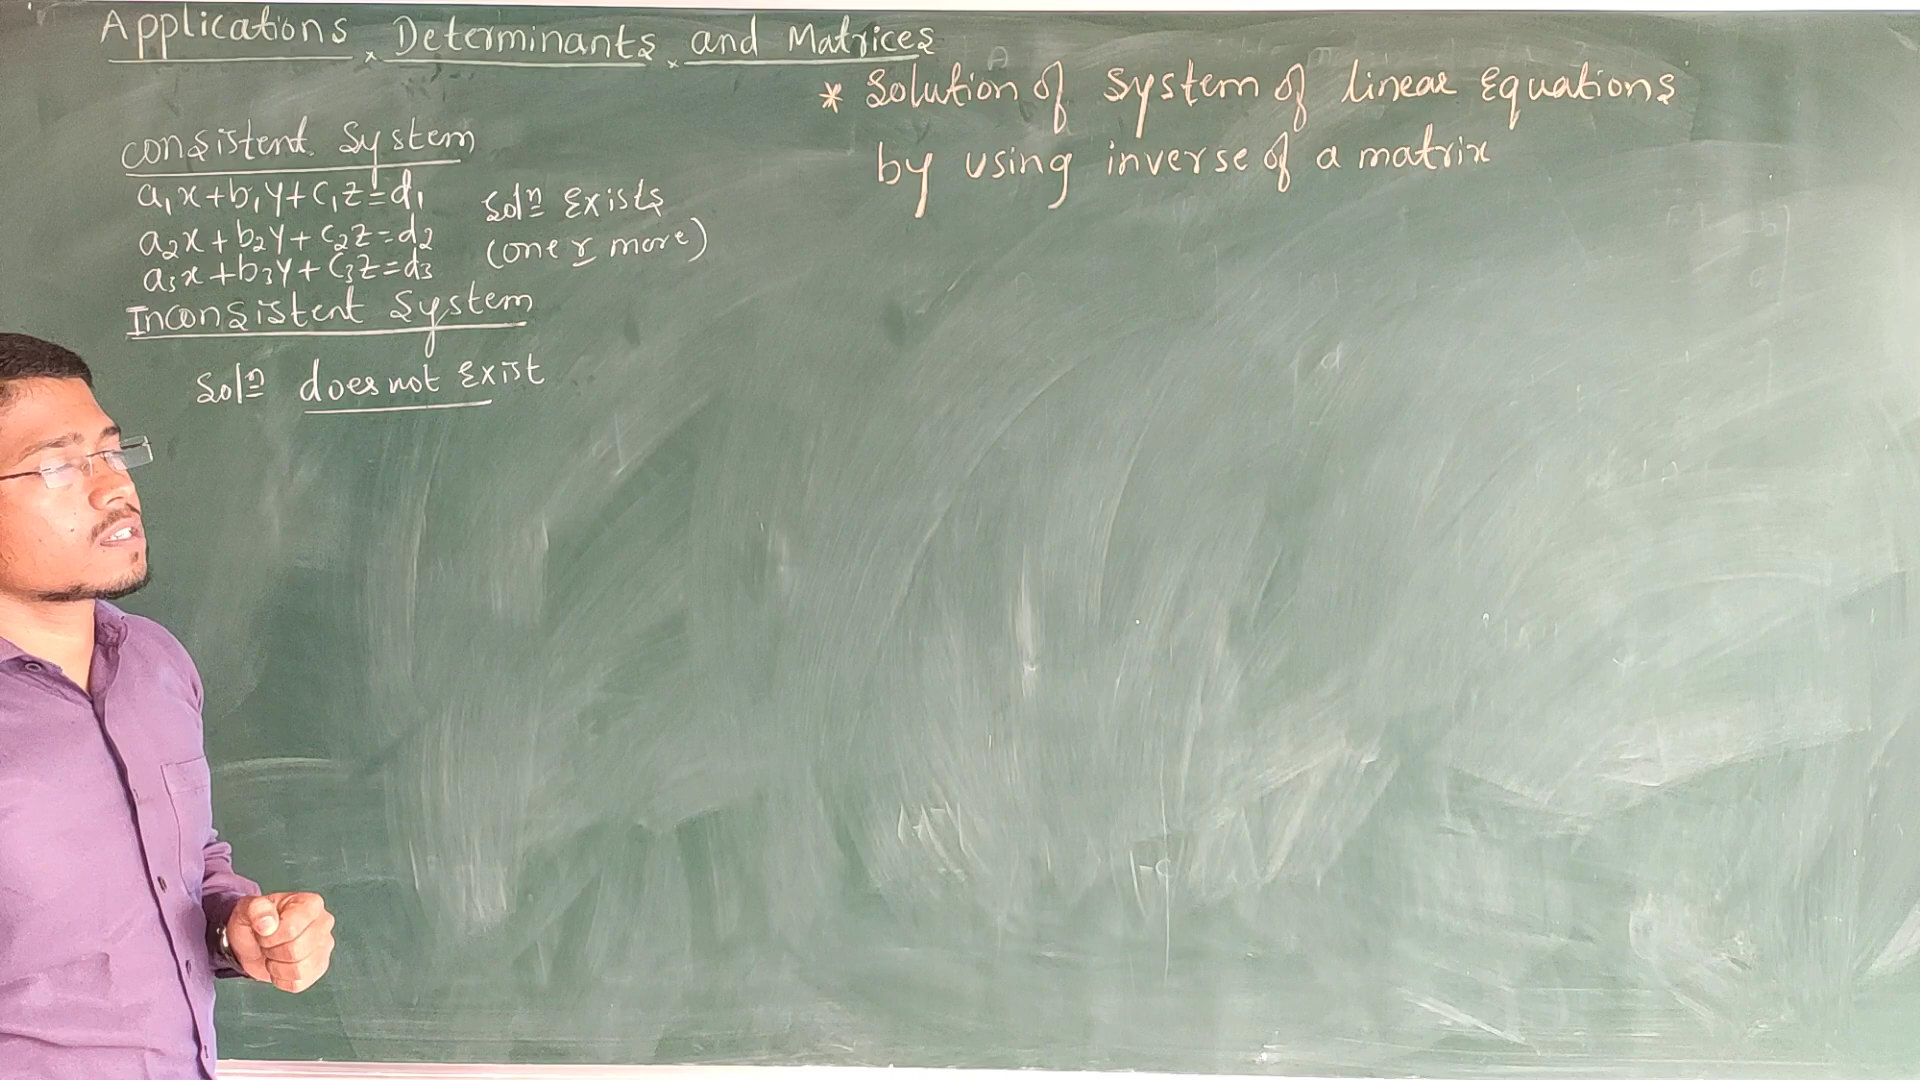 Applications Determinants and Matrices
consistent System
a₁x+b₁y+c₁z=d₁
a₂x+b₂y+c₂z=d₂
a₃x+b₃y+c₃z=d₃
Solⁿ Exists
(one r more)
Inconsistent System
Solⁿ does not Exist
* Solution of System of linear Equations
by using inverse of a matrix